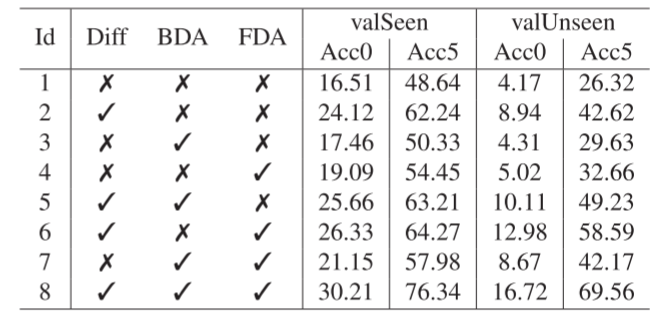 Id Diff BDA FDA valSeen valUnseen
Acc0 Acc5 Acc0 Acc5
1 ✗ ✗ ✗ 16.51 48.64 4.17 26.32
2 ✓ ✗ ✗ 24.12 62.24 8.94 42.62
3 ✗ ✓ ✗ 17.46 50.33 4.31 29.63
4 ✗ ✗ ✓ 19.09 54.45 5.02 32.66
5 ✓ ✓ ✗ 25.66 63.21 10.11 49.23
6 ✓ ✗ ✓ 26.33 64.27 12.98 58.59
7 ✗ ✓ ✓ 21.15 57.98 8.67 42.17
8 ✓ ✓ ✓ 30.21 76.34 16.72 69.56